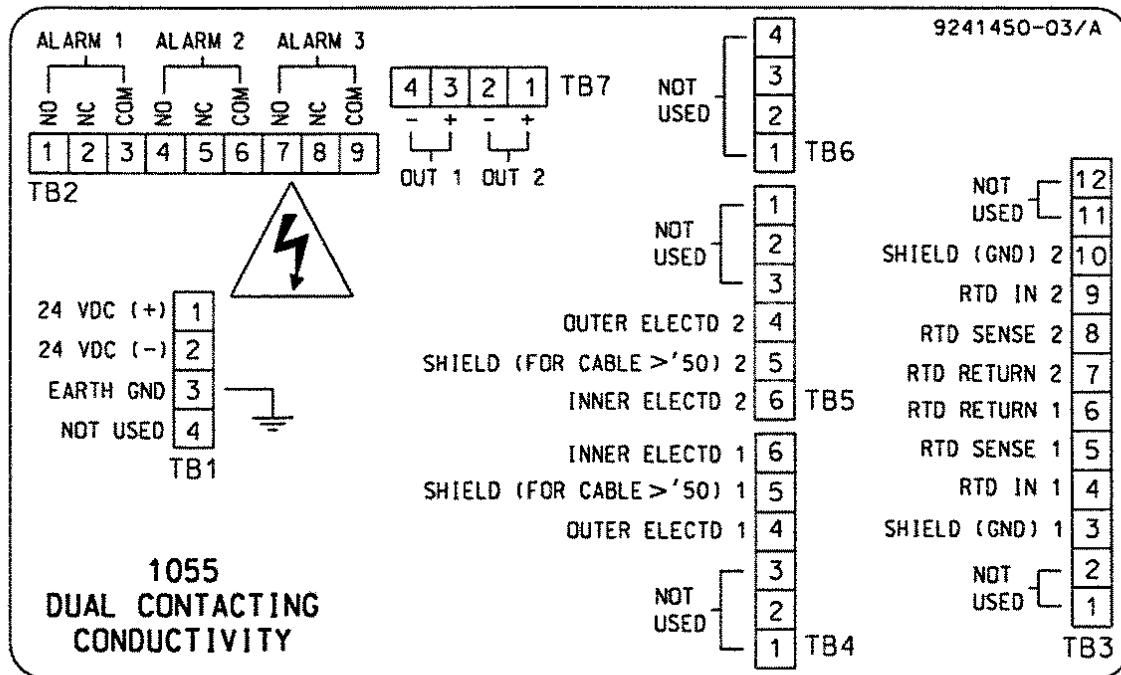 9241450-03/A
ALARM 1 ALARM 2 ALARM 3
NO NC COM NO NC COM NO NC COM
1 2 3 4 5 6 7 8 9
TB2
4 3 2 1 TB7
- + - +
OUT 1 OUT 2
24 VDC (+) 1
24 VDC (-) 2
EARTH GND 3
NOT USED 4
TB1
1055
DUAL CONTACTING
CONDUCTIVITY
4
NOT
USED
3
2
1 TB6
1
NOT
USED
2
3
OUTER ELECTD 2 4
SHIELD (FOR CABLE >'50) 2 5
INNER ELECTD 2 6 TB5
INNER ELECTD 1 6
SHIELD (FOR CABLE >'50) 1 5
OUTER ELECTD 1 4
3
NOT
USED
2
1 TB4
NOT
USED
12
11
SHIELD (GND) 2 10
RTD IN 2 9
RTD SENSE 2 8
RTD RETURN 2 7
RTD RETURN 1 6
RTD SENSE 1 5
RTD IN 1 4
SHIELD (GND) 1 3
NOT
USED
2
1
TB3